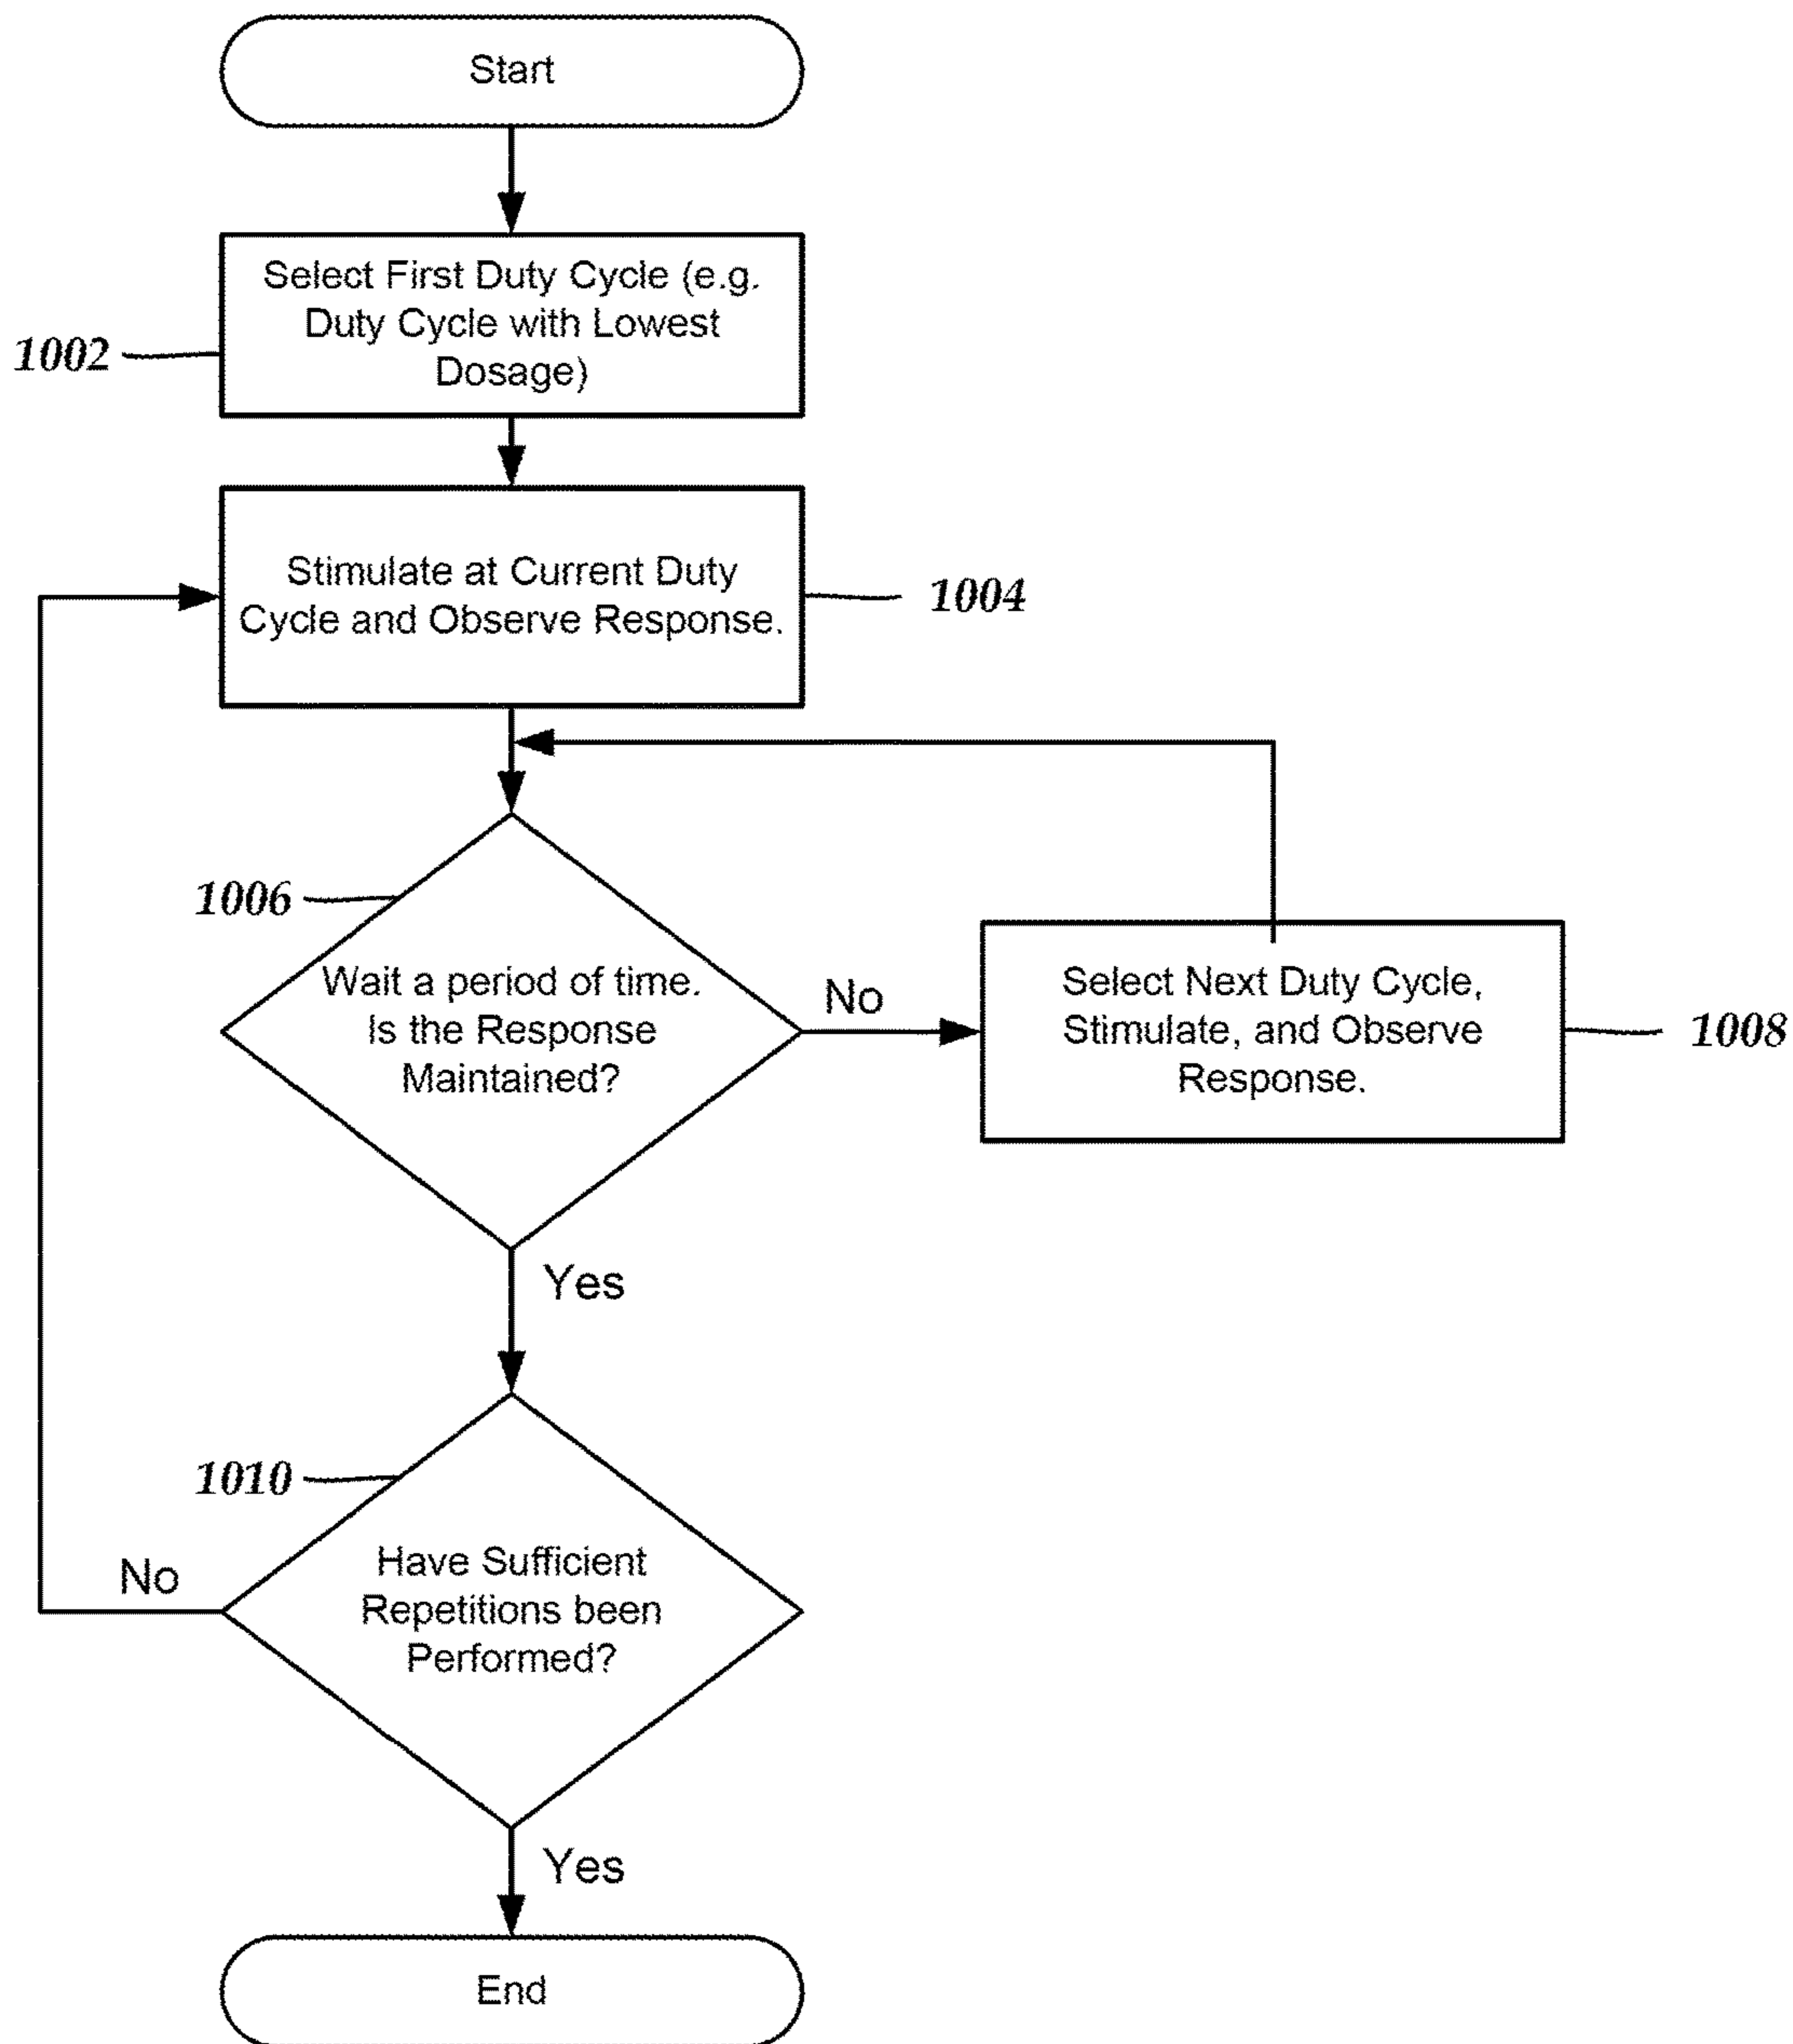 Start
Select First Duty Cycle (e.g.
Duty Cycle with Lowest
Dosage)
1002
Stimulate at Current Duty
Cycle and Observe Response.
1004
1006
Wait a period of time.
Is the Response
Maintained?
No
Select Next Duty Cycle,
Stimulate, and Observe
Response.
1008
Yes
1010
Have Sufficient
Repetitions been
Performed?
No
Yes
End